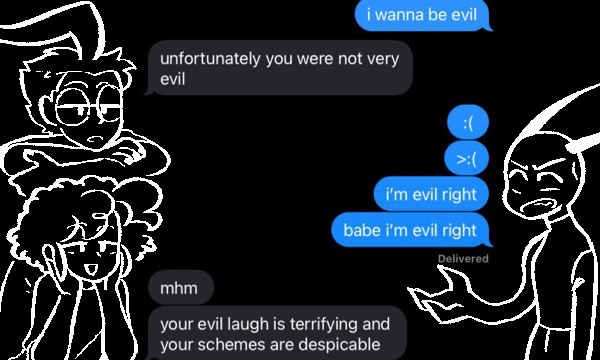 i wanna be evil
unfortunately you were not very
evil
:(
>:(
i'm evil right
babe i'm evil right
Delivered
mhm
your evil laugh is terrifying and
your schemes are despicable